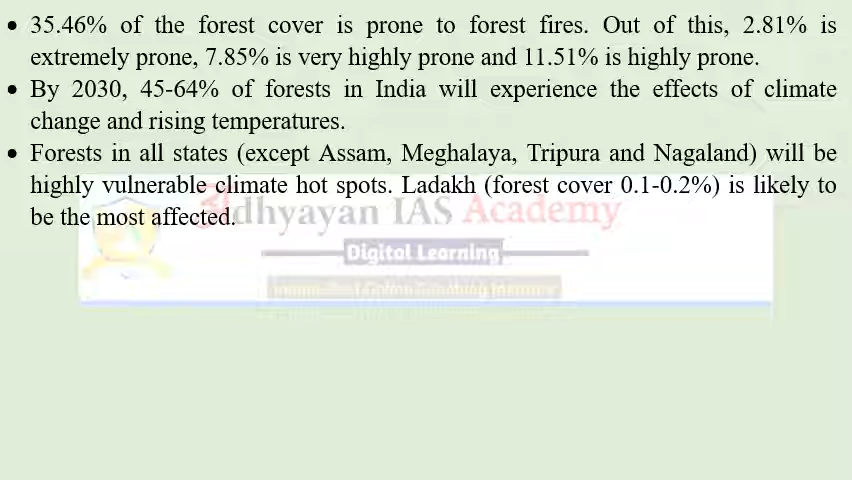 • 35.46% of the forest cover is prone to forest fires. Out of this, 2.81% is
extremely prone, 7.85% is very highly prone and 11.51% is highly prone.
• By 2030, 45-64% of forests in India will experience the effects of climate
change and rising temperatures.
• Forests in all states (except Assam, Meghalaya, Tripura and Nagaland) will be
highly vulnerable climate hot spots. Ladakh (forest cover 0.1-0.2%) is likely to
be the most affected.
अdhyayan IAS Academy
Digital Learning